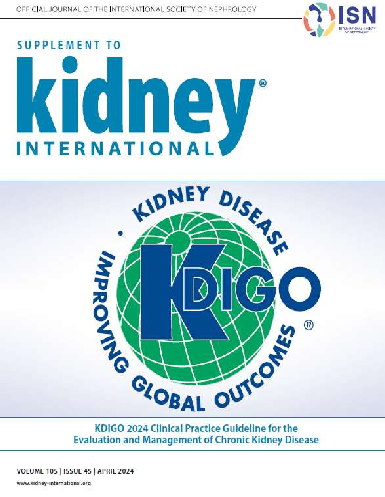 OFFICIAL JOURNAL OF THE INTERNATIONAL SOCIETY OF NEPHROLOGY
ISN
SUPPLEMENT TO
kidney®
INTERNATIONAL
• KIDNEY DISEASE
IMPROVING GLOBAL OUTCOMES ®
KDIGO
KDIGO 2024 Clinical Practice Guideline for the
Evaluation and Management of Chronic Kidney Disease
VOLUME 105 | ISSUE 4S | APRIL 2024
www.kidney-international.org